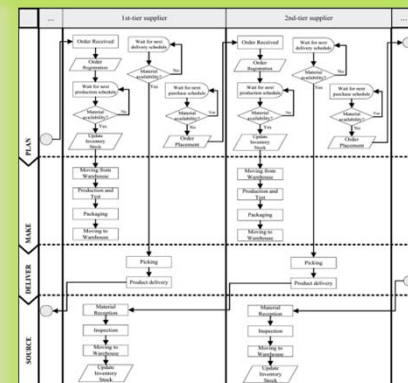 ...
1st-tier supplier
2nd-tier supplier
...
PLAN
Order Received
Order
Registration
Wait for next
production schedule
Material
availability?
No
Yes
Update
Inventory
Stock
Wait for next
delivery schedule
Material
availability?
No
Yes
Wait for next
purchase schedule
Material
availability?
Yes
No
Order
Placement
Order Received
Order
Registration
Wait for next
production schedule
Material
availability?
No
Yes
Update
Inventory
Stock
Wait for next
delivery schedule
Material
availability?
No
Yes
Wait for next
purchase schedule
Material
availability?
Yes
No
Order
Placement
MAKE
Moving from
Warehouse
Production and
Test
Packaging
Moving to
Warehouse
Moving from
Warehouse
Production and
Test
Packaging
Moving to
Warehouse
DELIVER
Picking
Product delivery
Picking
Product delivery
SOURCE
Material
Reception
Inspection
Moving to
Warehouse
Update
Inventory
Stock
Material
Reception
Inspection
Moving to
Warehouse
Update
Inventory
Stock